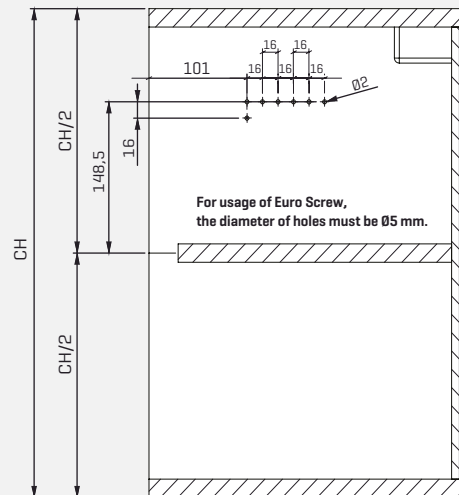 16 16
101 16 16 16
Ø2
CH/2
148,5
16
For usage of Euro Screw,
the diameter of holes must be Ø5 mm.
CH
CH/2